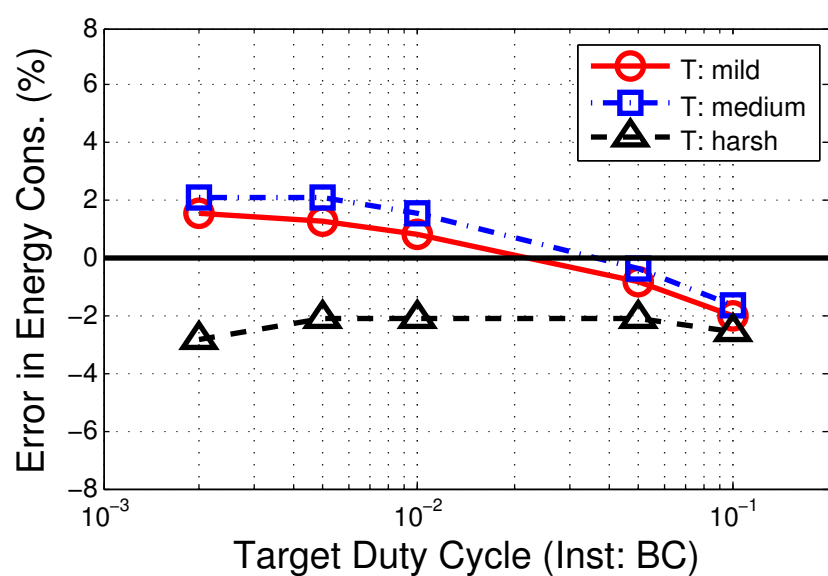 Error in Energy Cons. (%)
8
6
4
2
0
−2
−4
−6
−8
T: mild
T: medium
T: harsh
10⁻³
10⁻²
10⁻¹
Target Duty Cycle (Inst: BC)